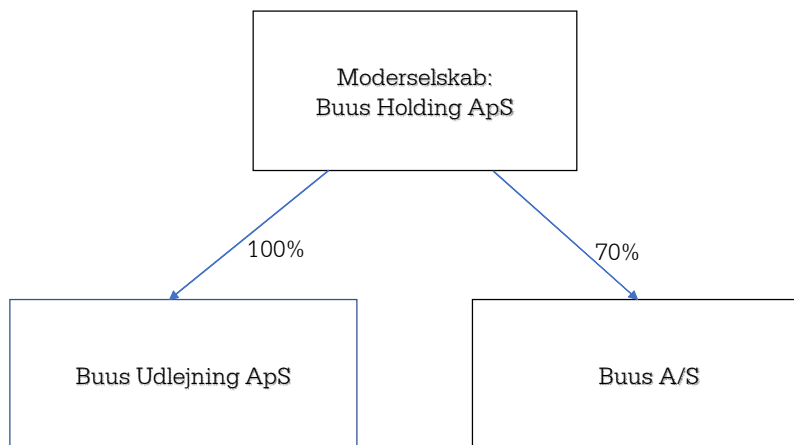 Moderselskab:
Buus Holding ApS
100%
70%
Buus Udlejning ApS
Buus A/S